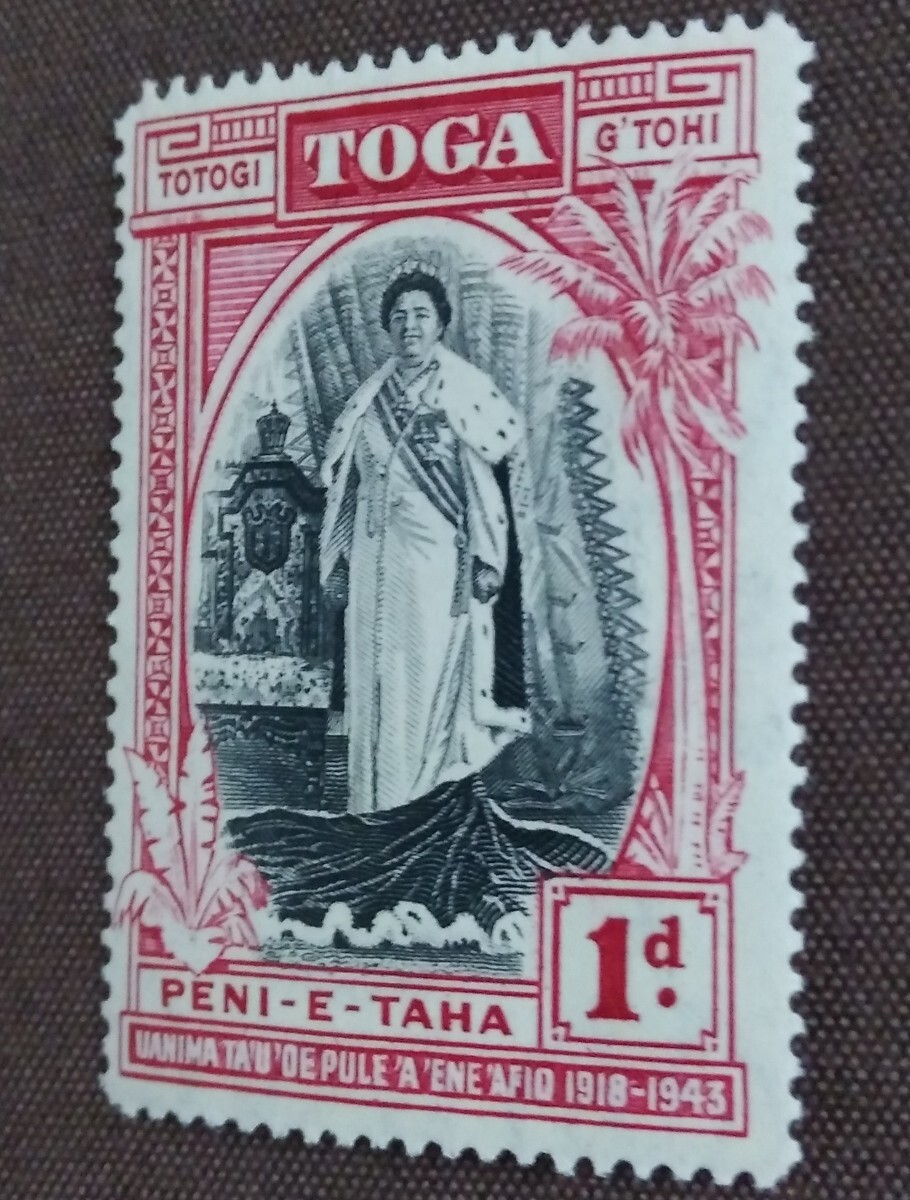 TOTOGI TOGA G'TOHI
1d.
PENI-E-TAHA
UANIMA TA'U 'OE PULE 'A 'ENE 'AFIO 1918-1943